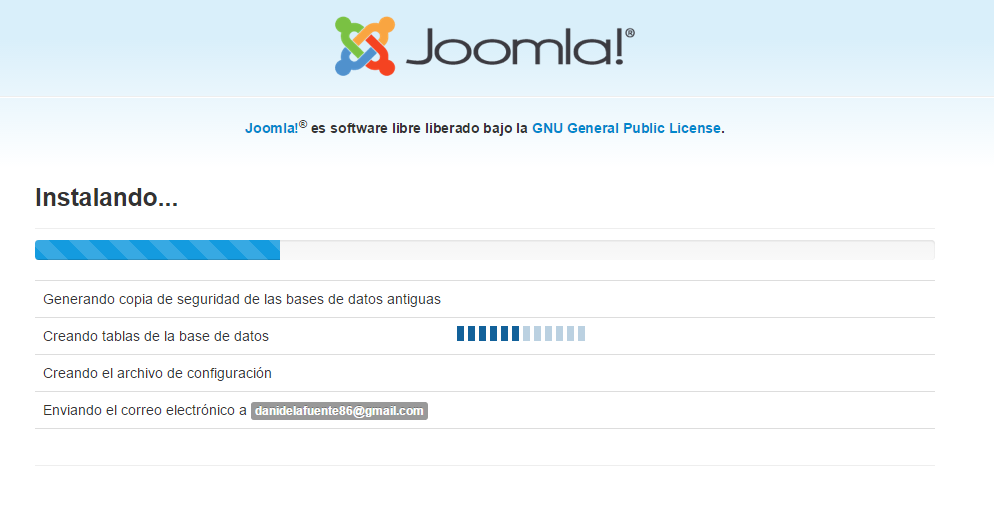 Joomla!®
Joomla!® es software libre liberado bajo la GNU General Public License.
Instalando...
Generando copia de seguridad de las bases de datos antiguas
Creando tablas de la base de datos
Creando el archivo de configuración
Enviando el correo electrónico a danidelafuente86@gmail.com